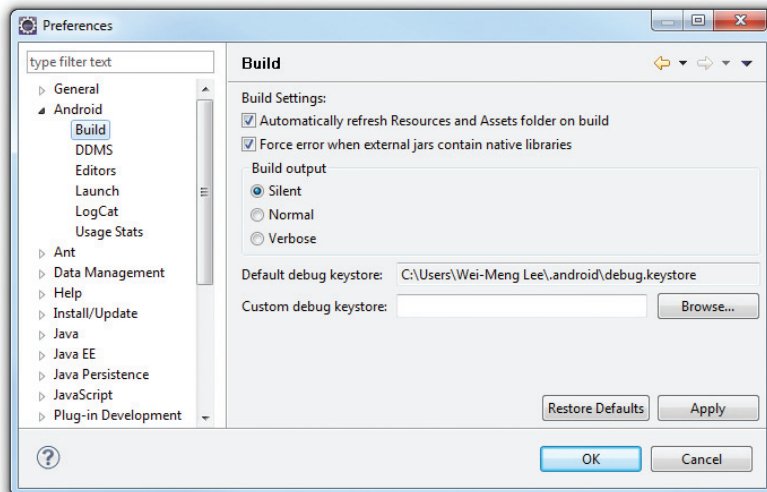 Preferences
type filter text
General
Android
Build
DDMS
Editors
Launch
LogCat
Usage Stats
Ant
Data Management
Help
Install/Update
Java
Java EE
Java Persistence
JavaScript
Plug-in Development
Build
Build Settings:
Automatically refresh Resources and Assets folder on build
Force error when external jars contain native libraries
Build output
Silent
Normal
Verbose
Default debug keystore: C:\Users\Wei-Meng Lee\.android\debug.keystore
Custom debug keystore: Browse...
Restore Defaults Apply
? OK Cancel